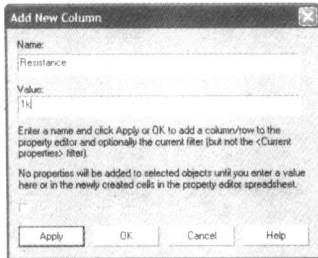 Add New Column
Name:
Resistance
Value:
1k
Enter a name and click Apply or OK to add a column/row to the
property editor and optionally the current filter (but not the <Current
properties> filter).
No properties will be added to selected objects until you enter a value
here or in the newly created cells in the property editor spreadsheet.
Apply
OK
Cancel
Help